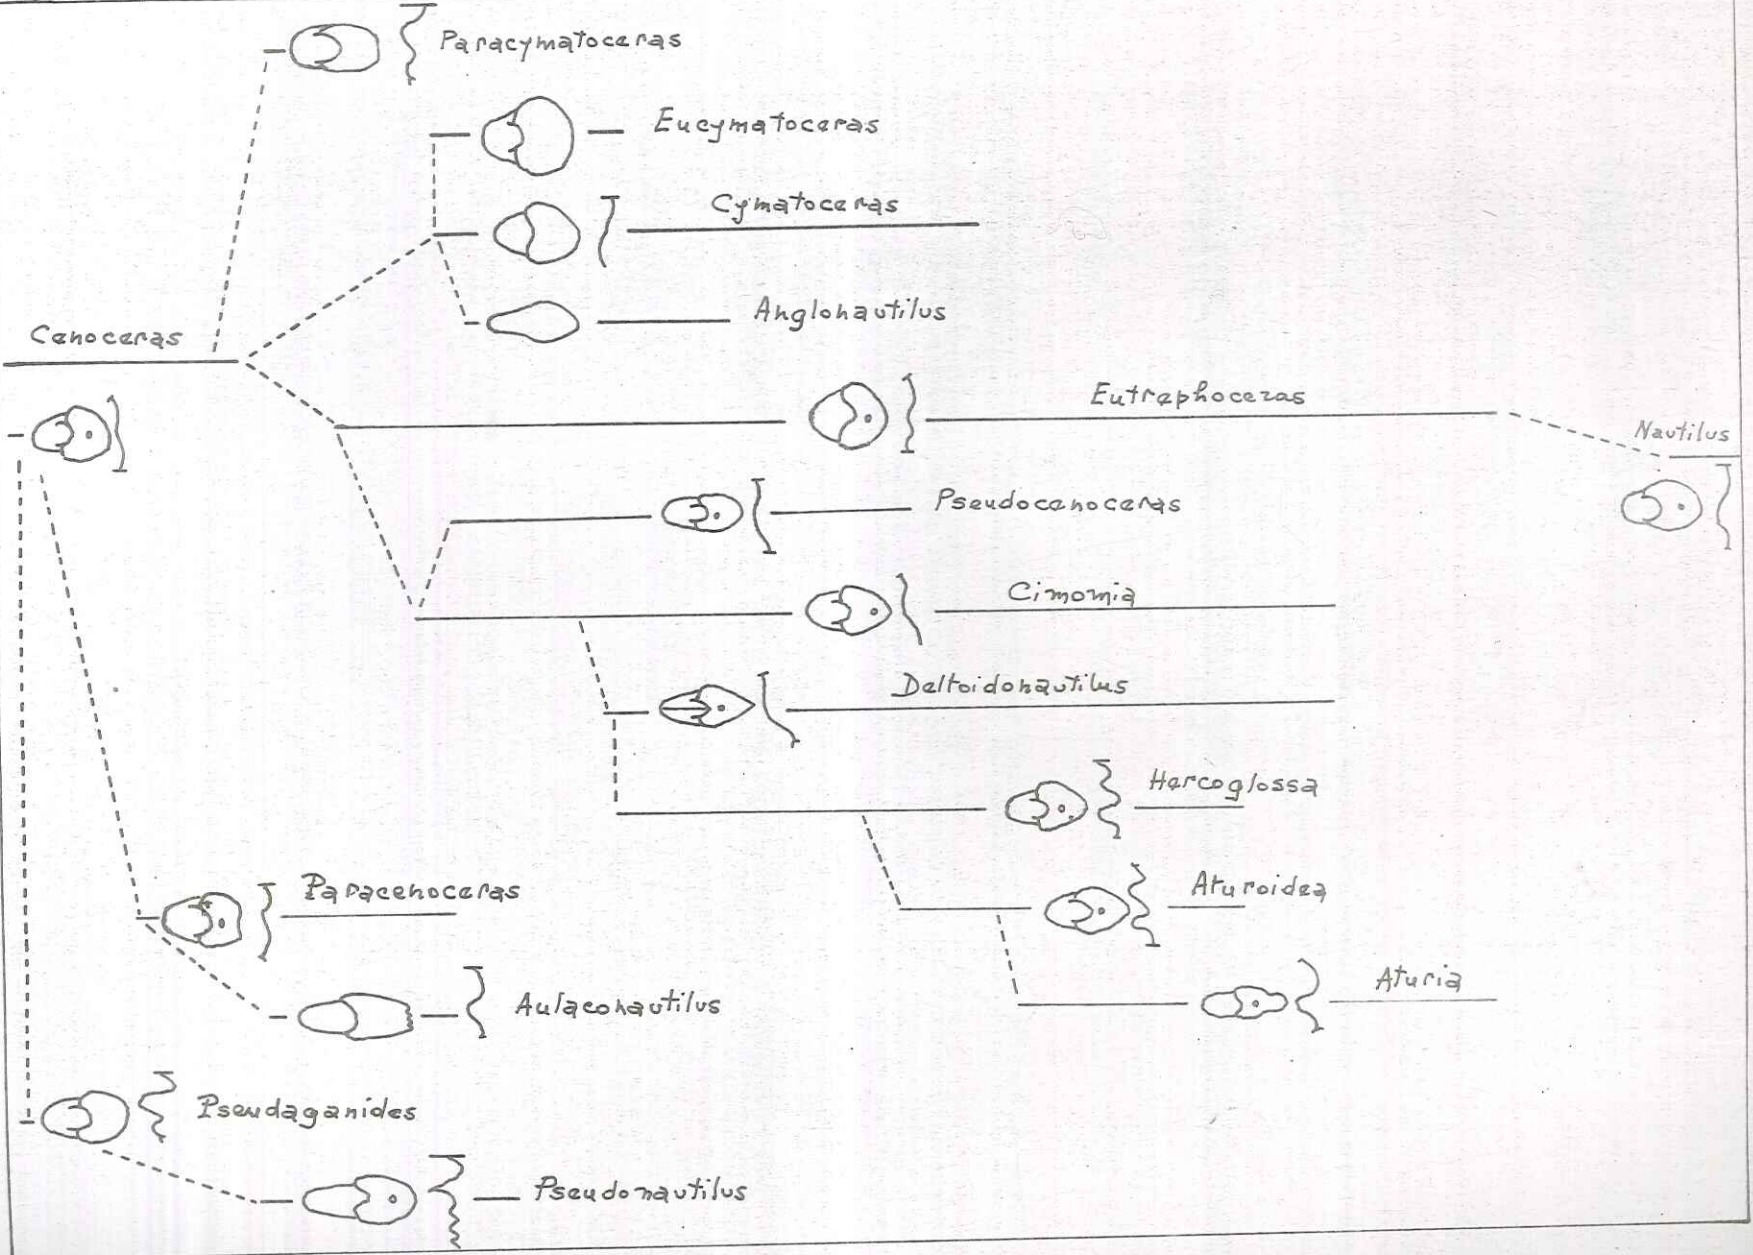 Paracymatoceras
Eucymatoceras
Cymatoceras
Anglonautilus
Cenoceras
Eutrephoceras
Nautilus
Pseudocenoceras
Cimomia
Deltoidonautilus
Hercoglossa
Aturoidea
Paracenoceras
Aturia
Aulaconautilus
Pseudaganides
Pseudonautilus